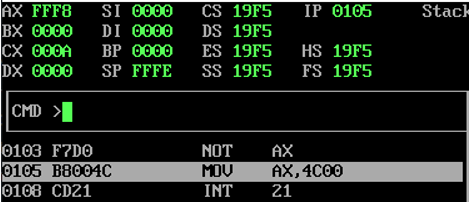 AX FFF8 SI 0000 CS 19F5 IP 0105 Stack
BX 0000 DI 0000 DS 19F5
CX 000A BP 0000 ES 19F5 HS 19F5
DX 0000 SP FFFE SS 19F5 FS 19F5
CMD >
0103 F7D0 NOT AX
0105 B8004C MOV AX,4C00
0108 CD21 INT 21